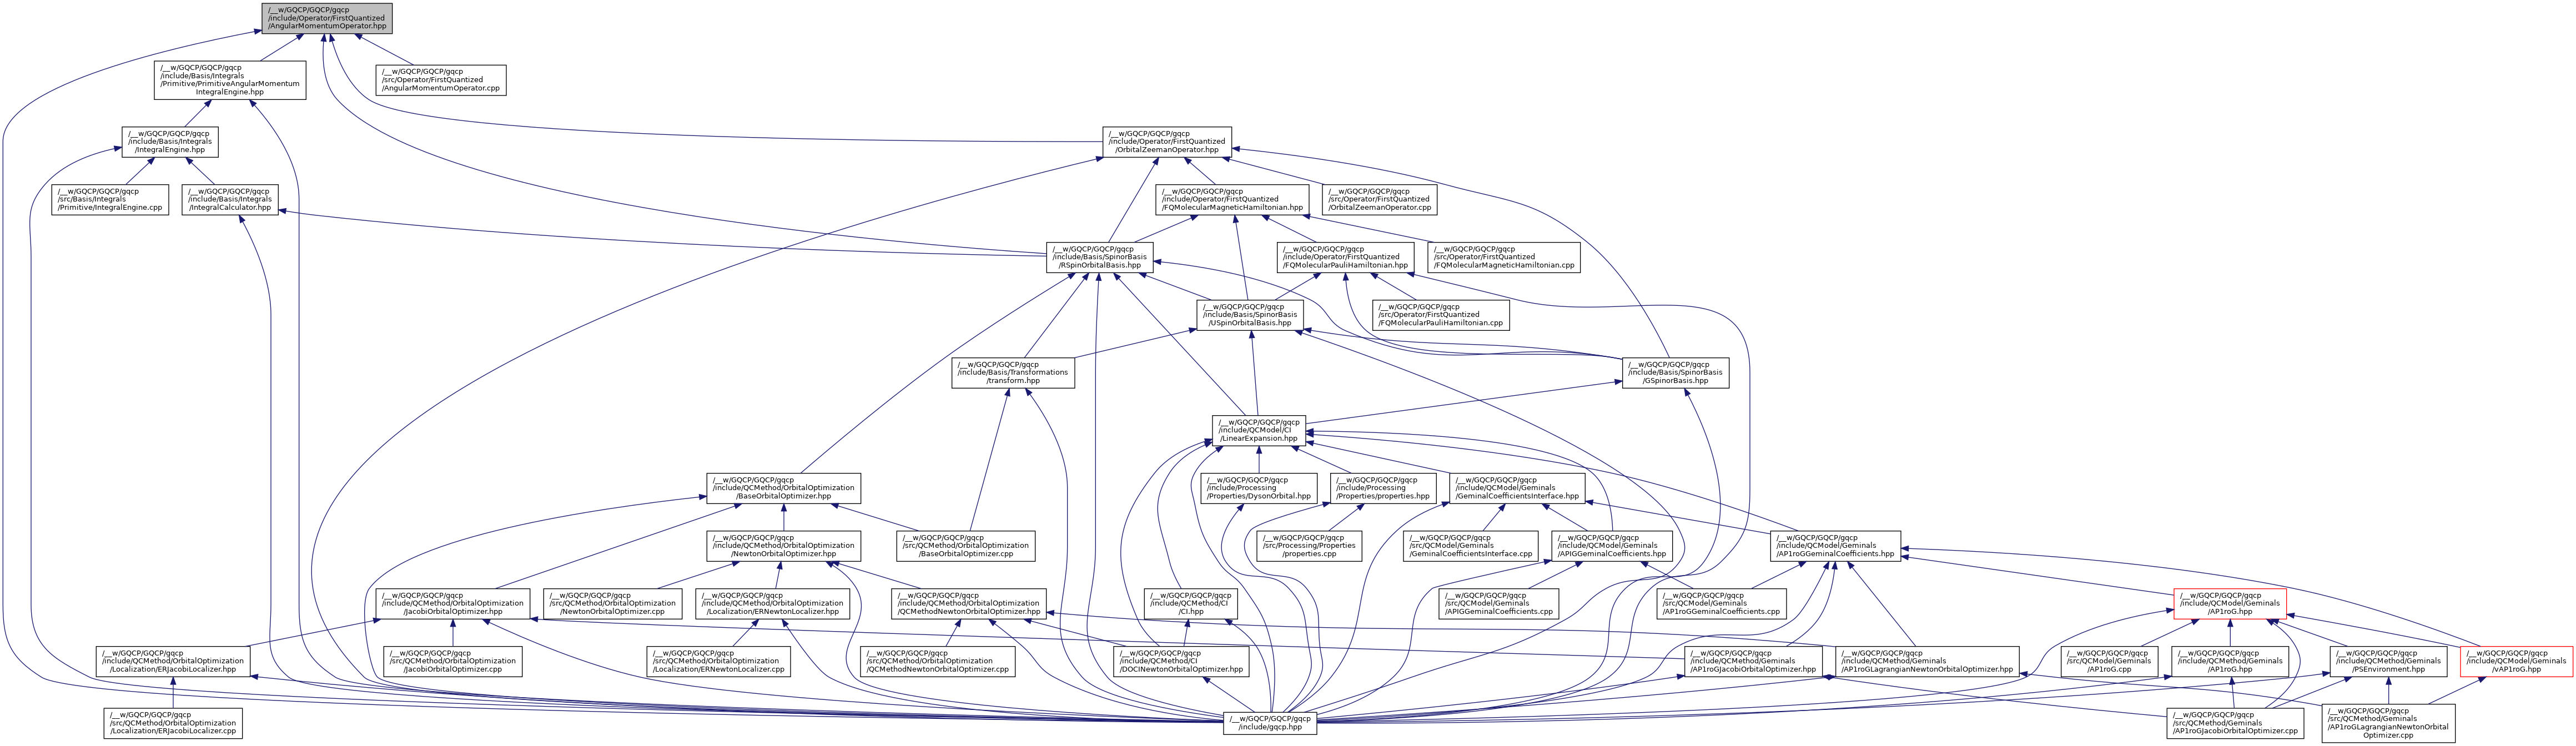 /__w/GQCP/GQCP/gqcp
/include/Operator/FirstQuantized
/AngularMomentumOperator.hpp
/__w/GQCP/GQCP/gqcp
/include/Basis/Integrals
/Primitive/PrimitiveAngularMomentum
IntegralEngine.hpp
/__w/GQCP/GQCP/gqcp
/src/Operator/FirstQuantized
/AngularMomentumOperator.cpp
/__w/GQCP/GQCP/gqcp
/include/Basis/Integrals
/IntegralEngine.hpp
/__w/GQCP/GQCP/gqcp
/include/Operator/FirstQuantized
/OrbitalZeemanOperator.hpp
/__w/GQCP/GQCP/gqcp
/src/Basis/Integrals
/Primitive/IntegralEngine.cpp
/__w/GQCP/GQCP/gqcp
/include/Basis/Integrals
/IntegralCalculator.hpp
/__w/GQCP/GQCP/gqcp
/include/Operator/FirstQuantized
/FQMolecularMagneticHamiltonian.hpp
/__w/GQCP/GQCP/gqcp
/src/Operator/FirstQuantized
/OrbitalZeemanOperator.cpp
/__w/GQCP/GQCP/gqcp
/include/Basis/SpinorBasis
/RSpinOrbitalBasis.hpp
/__w/GQCP/GQCP/gqcp
/include/Operator/FirstQuantized
/FQMolecularPauliHamiltonian.hpp
/__w/GQCP/GQCP/gqcp
/src/Operator/FirstQuantized
/FQMolecularMagneticHamiltonian.cpp
/__w/GQCP/GQCP/gqcp
/include/Basis/SpinorBasis
/USpinOrbitalBasis.hpp
/__w/GQCP/GQCP/gqcp
/src/Operator/FirstQuantized
/FQMolecularPauliHamiltonian.cpp
/__w/GQCP/GQCP/gqcp
/include/Basis/Transformations
/transform.hpp
/__w/GQCP/GQCP/gqcp
/include/Basis/SpinorBasis
/GSpinorBasis.hpp
/__w/GQCP/GQCP/gqcp
/include/QCModel/CI
/LinearExpansion.hpp
/__w/GQCP/GQCP/gqcp
/include/QCMethod/OrbitalOptimization
/BaseOrbitalOptimizer.hpp
/__w/GQCP/GQCP/gqcp
/include/Processing
/Properties/DysonOrbital.hpp
/__w/GQCP/GQCP/gqcp
/include/Processing
/Properties/properties.hpp
/__w/GQCP/GQCP/gqcp
/include/QCModel/Geminals
/GeminalCoefficientsInterface.hpp
/__w/GQCP/GQCP/gqcp
/include/QCMethod/OrbitalOptimization
/NewtonOrbitalOptimizer.hpp
/__w/GQCP/GQCP/gqcp
/src/QCMethod/OrbitalOptimization
/BaseOrbitalOptimizer.cpp
/__w/GQCP/GQCP/gqcp
/src/Processing/Properties
/properties.cpp
/__w/GQCP/GQCP/gqcp
/src/QCModel/Geminals
/GeminalCoefficientsInterface.cpp
/__w/GQCP/GQCP/gqcp
/include/QCModel/Geminals
/APIGGeminalCoefficients.hpp
/__w/GQCP/GQCP/gqcp
/include/QCModel/Geminals
/AP1roGGeminalCoefficients.hpp
/__w/GQCP/GQCP/gqcp
/include/QCMethod/OrbitalOptimization
/JacobiOrbitalOptimizer.hpp
/__w/GQCP/GQCP/gqcp
/src/QCMethod/OrbitalOptimization
/NewtonOrbitalOptimizer.cpp
/__w/GQCP/GQCP/gqcp
/include/QCMethod/OrbitalOptimization
/Localization/ERNewtonLocalizer.hpp
/__w/GQCP/GQCP/gqcp
/include/QCMethod/OrbitalOptimization
/QCMethodNewtonOrbitalOptimizer.hpp
/__w/GQCP/GQCP/gqcp
/include/QCMethod/CI
/CI.hpp
/__w/GQCP/GQCP/gqcp
/src/QCModel/Geminals
/APIGGeminalCoefficients.cpp
/__w/GQCP/GQCP/gqcp
/src/QCModel/Geminals
/AP1roGGeminalCoefficients.cpp
/__w/GQCP/GQCP/gqcp
/include/QCModel/Geminals
/AP1roG.hpp
/__w/GQCP/GQCP/gqcp
/include/QCMethod/OrbitalOptimization
/Localization/ERJacobiLocalizer.hpp
/__w/GQCP/GQCP/gqcp
/src/QCMethod/OrbitalOptimization
/JacobiOrbitalOptimizer.cpp
/__w/GQCP/GQCP/gqcp
/src/QCMethod/OrbitalOptimization
/Localization/ERNewtonLocalizer.cpp
/__w/GQCP/GQCP/gqcp
/src/QCMethod/OrbitalOptimization
/QCMethodNewtonOrbitalOptimizer.cpp
/__w/GQCP/GQCP/gqcp
/include/QCMethod/CI
/DOCINewtonOrbitalOptimizer.hpp
/__w/GQCP/GQCP/gqcp
/include/QCMethod/Geminals
/AP1roGJacobiOrbitalOptimizer.hpp
/__w/GQCP/GQCP/gqcp
/include/QCMethod/Geminals
/AP1roGLagrangianNewtonOrbitalOptimizer.hpp
/__w/GQCP/GQCP/gqcp
/src/QCModel/Geminals
/AP1roG.cpp
/__w/GQCP/GQCP/gqcp
/include/QCMethod/Geminals
/AP1roG.hpp
/__w/GQCP/GQCP/gqcp
/include/QCMethod/Geminals
/PSEnvironment.hpp
/__w/GQCP/GQCP/gqcp
/include/QCModel/Geminals
/vAP1roG.hpp
/__w/GQCP/GQCP/gqcp
/src/QCMethod/OrbitalOptimization
/Localization/ERJacobiLocalizer.cpp
/__w/GQCP/GQCP/gqcp
/include/gqcp.hpp
/__w/GQCP/GQCP/gqcp
/src/QCMethod/Geminals
/AP1roGJacobiOrbitalOptimizer.cpp
/__w/GQCP/GQCP/gqcp
/src/QCMethod/Geminals
/AP1roGLagrangianNewtonOrbital
Optimizer.cpp